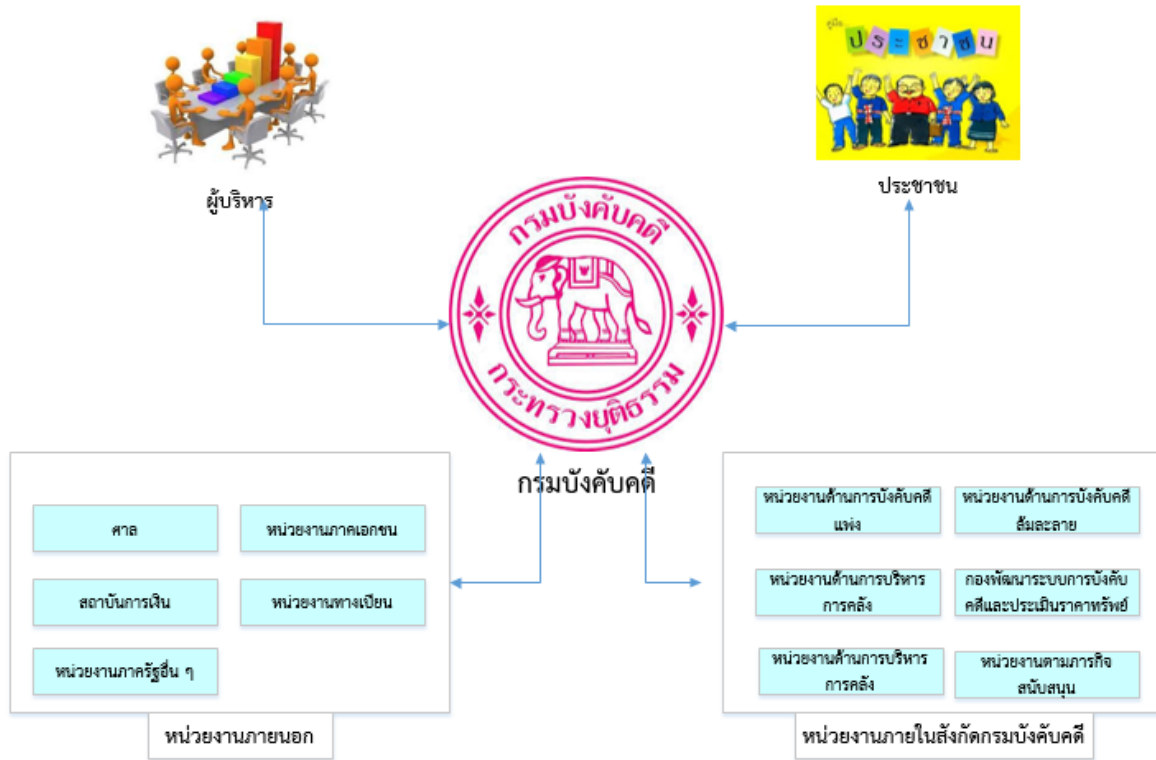 คู่มือ
ประชาชน
ผู้บริหาร
ประชาชน
กรมบังคับคดี
กระทรวงยุติธรรม
กรมบังคับคดี
ศาล
หน่วยงานภาคเอกชน
สถาบันการเงิน
หน่วยงานทางเบียน
หน่วยงานภาครัฐอื่น ๆ
หน่วยงานภายนอก
หน่วยงานด้านการบังคับคดี
แพ่ง
หน่วยงานด้านการบังคับคดี
ล้มละลาย
หน่วยงานด้านการบริหาร
การคลัง
กองพัฒนาระบบการบังคับ
คดีและประเมินราคาทรัพย์
หน่วยงานด้านการบริหาร
การคลัง
หน่วยงานตามภารกิจ
สนับสนุน
หน่วยงานภายในสังกัดกรมบังคับคดี